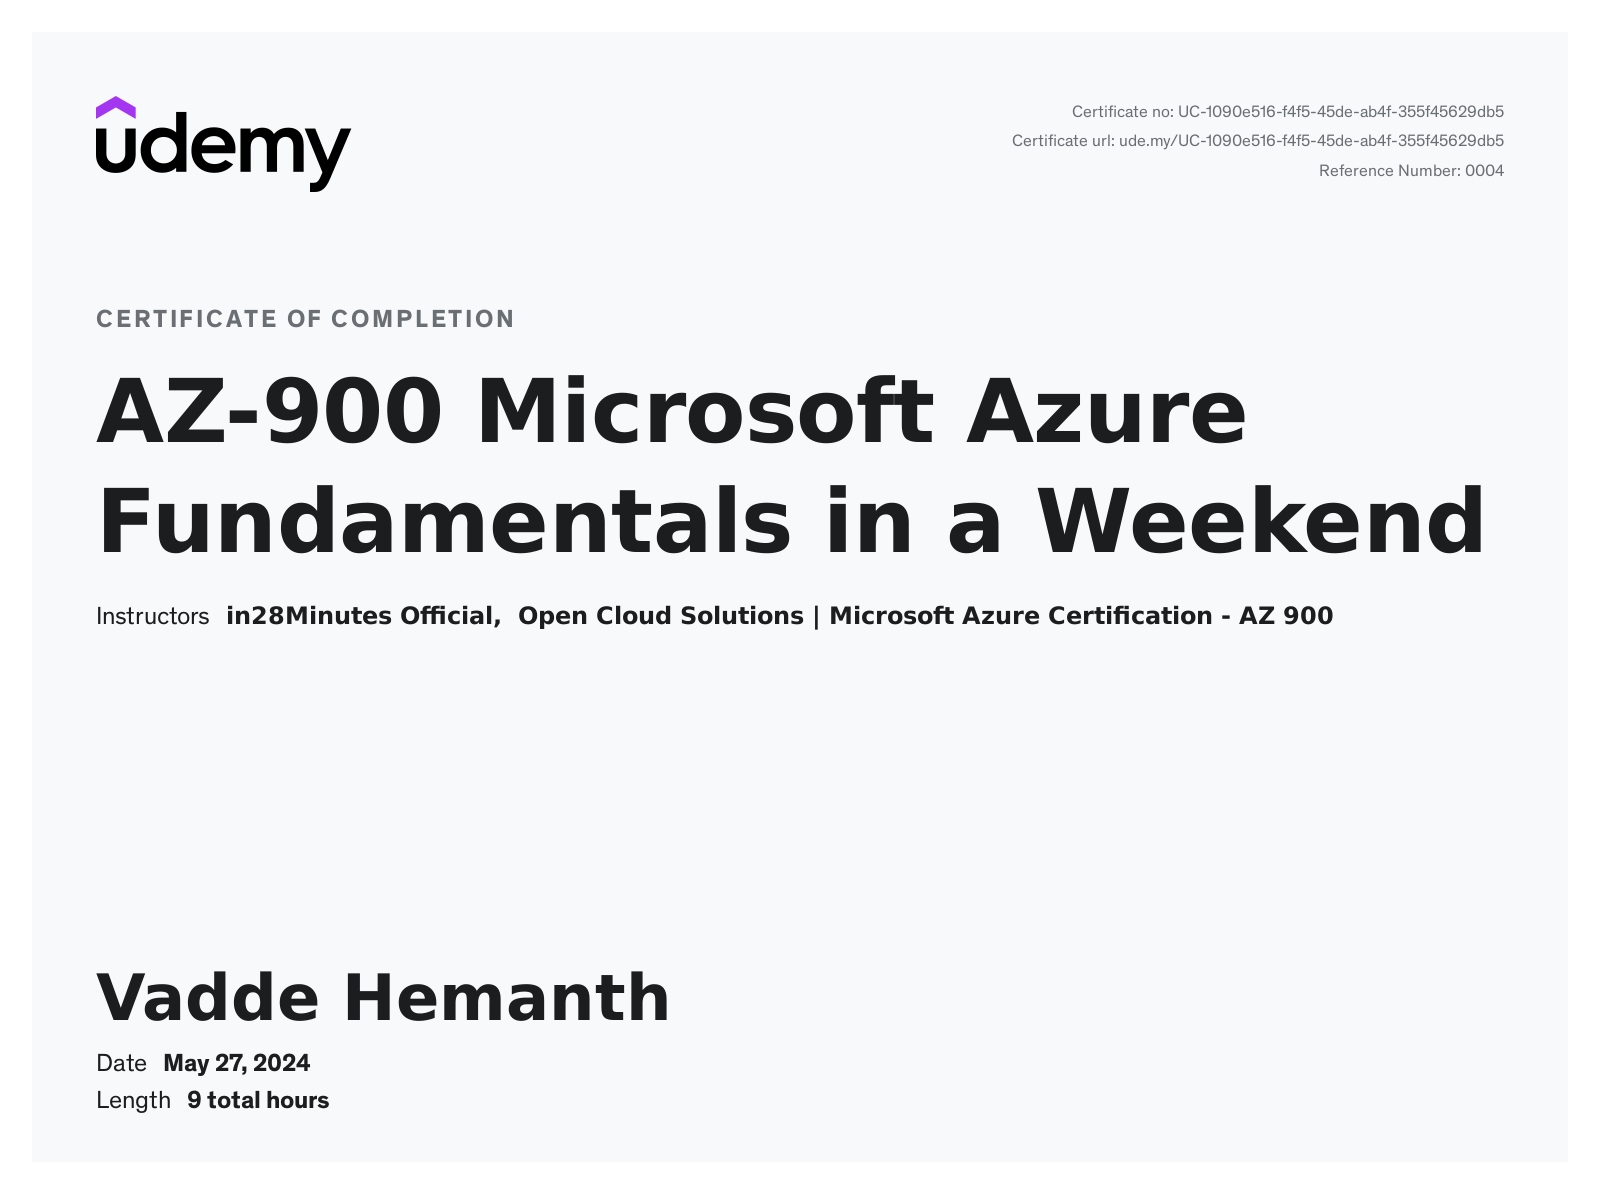 udemy
Certificate no: UC-1090e516-f4f5-45de-ab4f-355f45629db5
Certificate url: ude.my/UC-1090e516-f4f5-45de-ab4f-355f45629db5
Reference Number: 0004
CERTIFICATE OF COMPLETION
AZ-900 Microsoft Azure
Fundamentals in a Weekend
Instructors in28Minutes Official, Open Cloud Solutions | Microsoft Azure Certification - AZ 900
Vadde Hemanth
Date May 27, 2024
Length 9 total hours